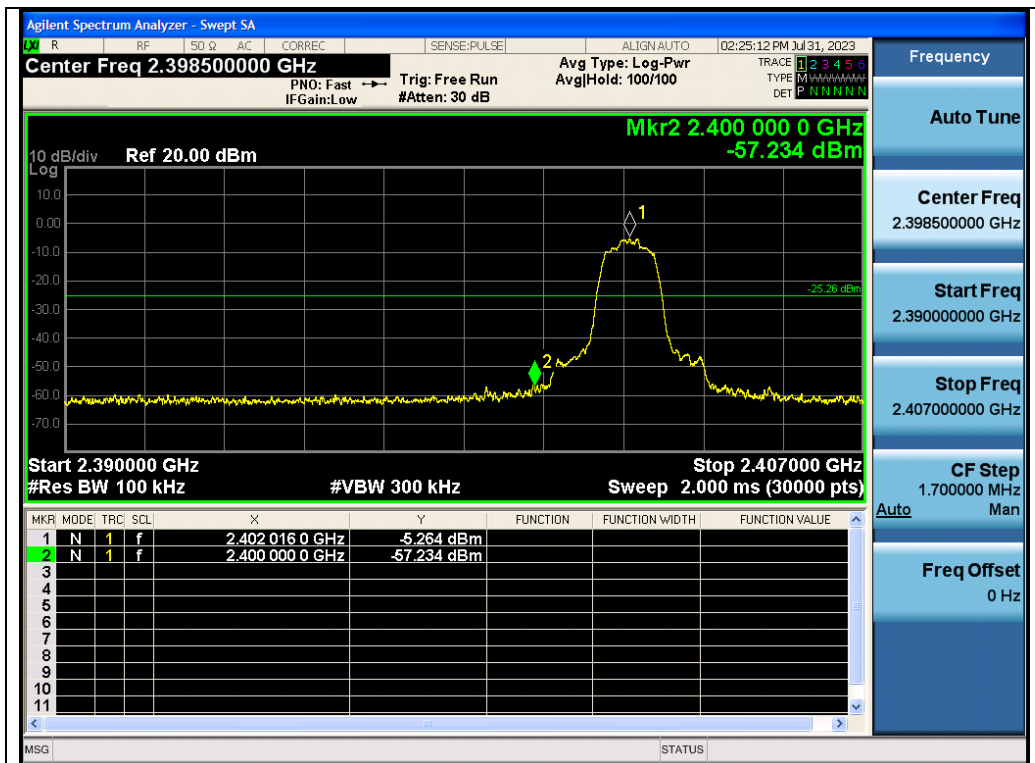 Agilent Spectrum Analyzer - Swept SA
LXI R RF 50 Ω AC CORREC SENSE:PULSE ALIGN AUTO 02:25:12 PM Jul 31, 2023
Center Freq 2.398500000 GHz
PNO: Fast
IFGain:Low
Trig: Free Run
#Atten: 30 dB
Avg Type: Log-Pwr
Avg|Hold: 100/100
TRACE 1 2 3 4 5 6
TYPE M W W W W W
DET P N N N N N
Mkr2 2.400 000 0 GHz
-57.234 dBm
10 dB/div Ref 20.00 dBm
Log
10.0
0.00
-10.0
-20.0
-30.0
-40.0
-50.0
-60.0
-70.0
1
-25.26 dBm
2
Start 2.390000 GHz Stop 2.407000 GHz
#Res BW 100 kHz #VBW 300 kHz Sweep 2.000 ms (30000 pts)
MKR MODE TRC SCL X Y FUNCTION FUNCTION WIDTH FUNCTION VALUE
1 N 1 f 2.402 016 0 GHz -5.264 dBm
2 N 1 f 2.400 000 0 GHz -57.234 dBm
3
4
5
6
7
8
9
10
11
MSG STATUS
Frequency
Auto Tune
Center Freq
2.398500000 GHz
Start Freq
2.390000000 GHz
Stop Freq
2.407000000 GHz
CF Step
1.700000 MHz
Auto Man
Freq Offset
0 Hz